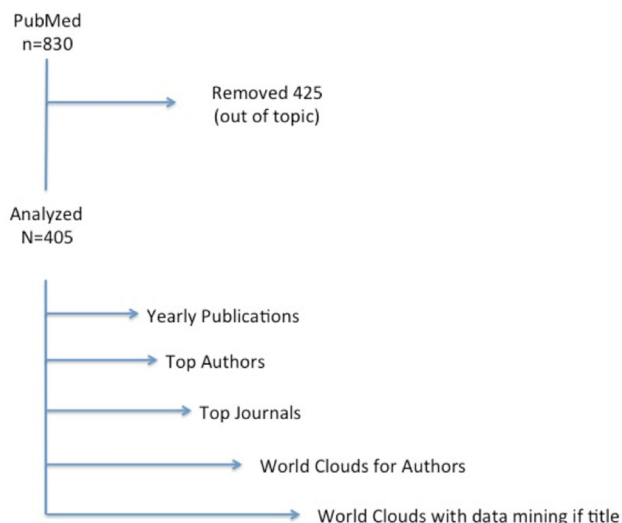 PubMed
n=830
Removed 425
(out of topic)
Analyzed
N=405
Yearly Publications
Top Authors
Top Journals
World Clouds for Authors
World Clouds with data mining if title